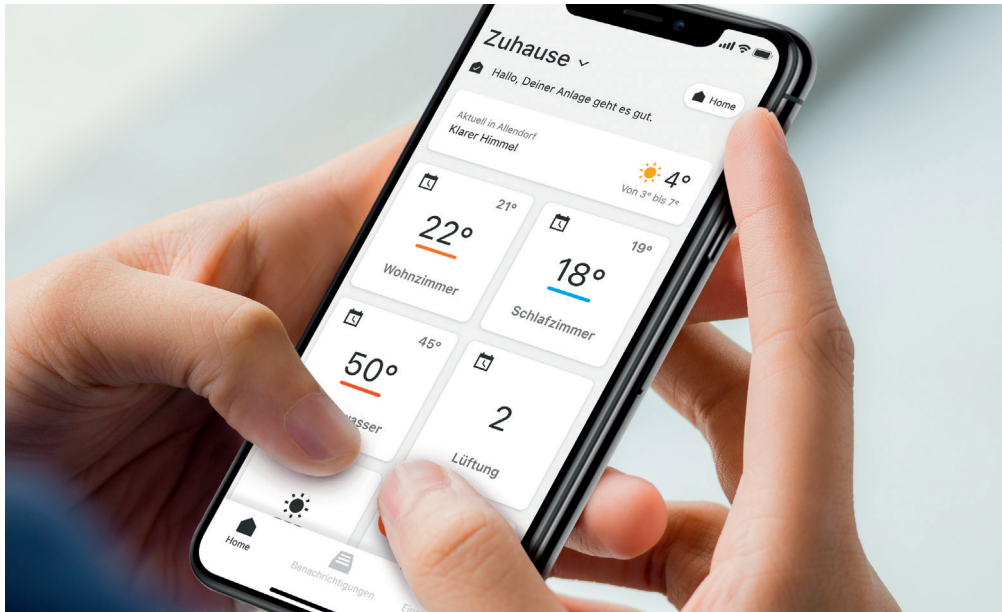 Zuhause
Hallo, Deiner Anlage geht es gut.
Home
Aktuell in Allendorf
Klarer Himmel
4°
Von 3° bis 7°
21°
22°
Wohnzimmer
19°
18°
Schlafzimmer
45°
50°
2
Lüftung
Home
Benachrichtigungen